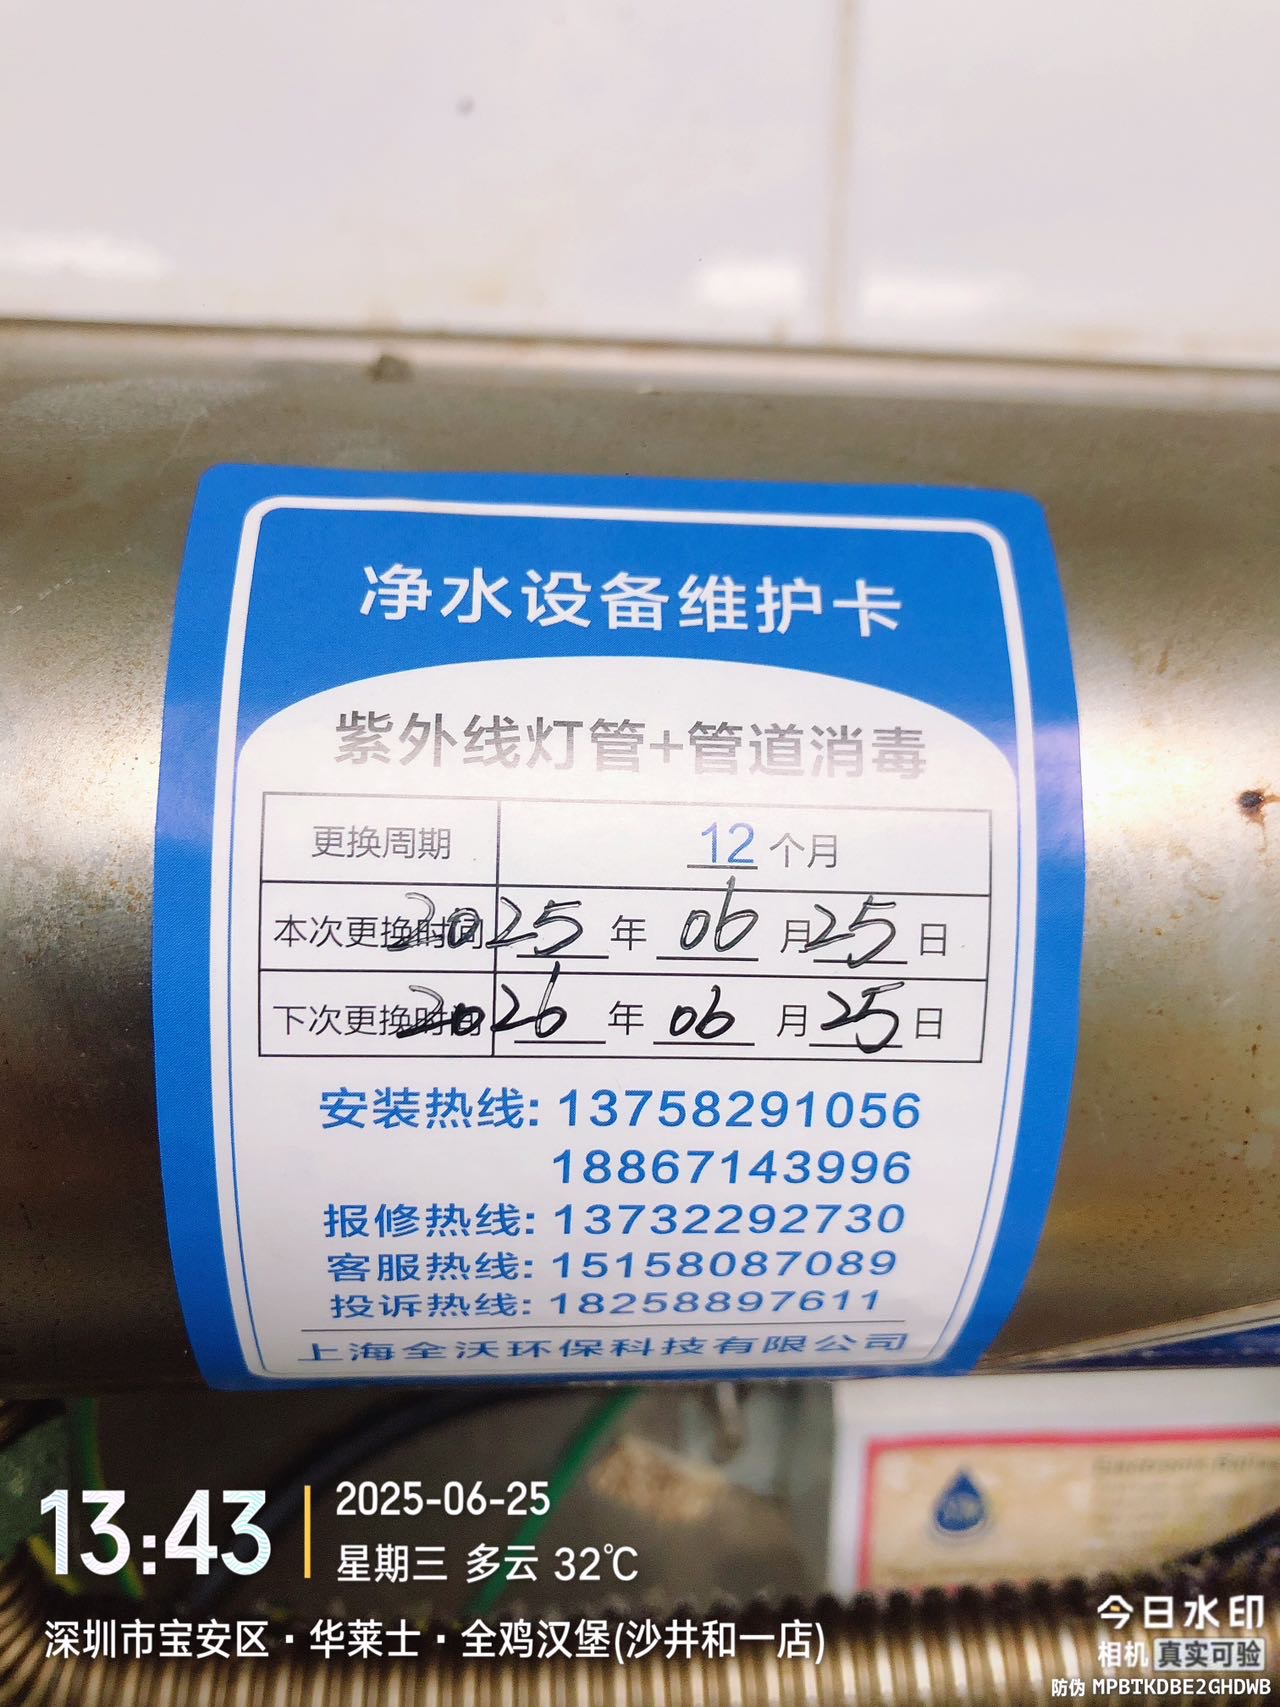 净水设备维护卡
紫外线灯管+管道消毒
更换周期 12 个月
本次更换时间 2025 年 06 月 25 日
下次更换时间 2026 年 06 月 25 日
安装热线: 13758291056
18867143996
报修热线: 13732292730
客服热线: 15158087089
投诉热线: 18258897611
上海全沃环保科技有限公司
13:43
2025-06-25
星期三 多云 32℃
深圳市宝安区·华莱士·全鸡汉堡(沙井和一店)
今日水印
相机 真实可验
防伪 MPBTKDBE2GHDWB